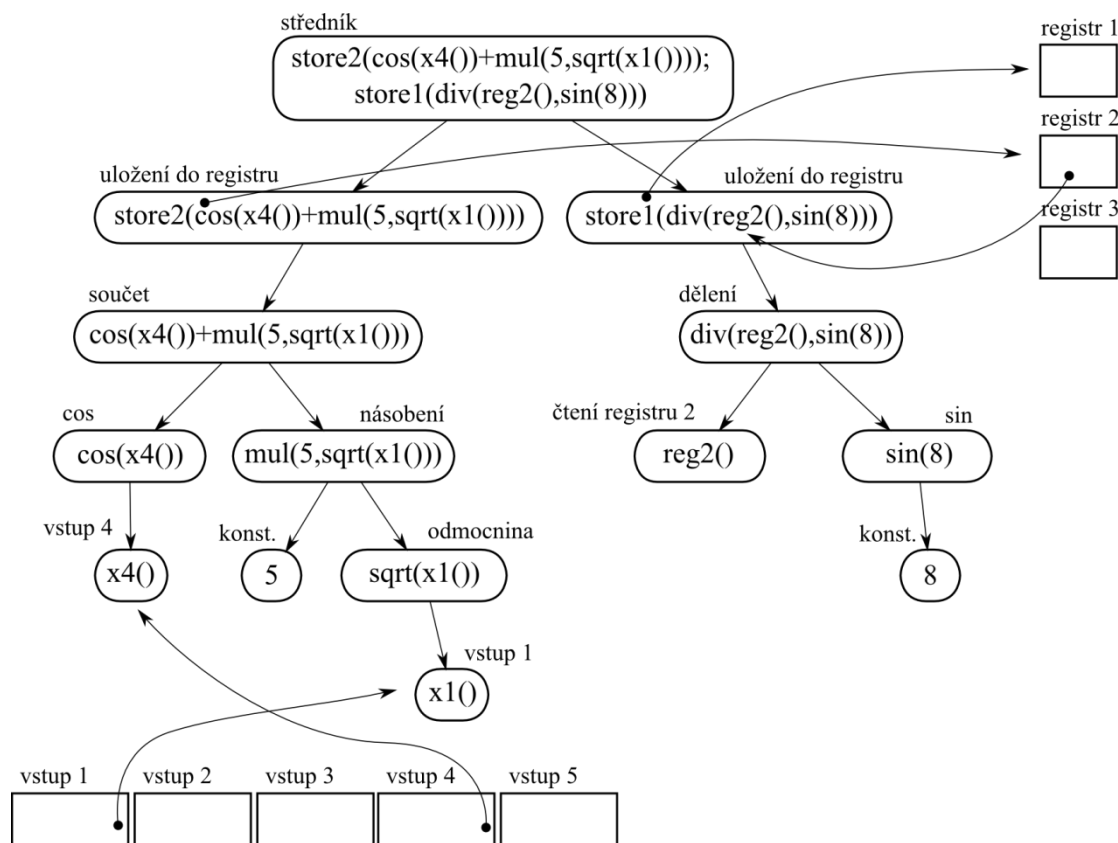 středník
store2(cos(x4())+mul(5,sqrt(x1())));
store1(div(reg2(),sin(8)))
registr 1
registr 2
registr 3
uložení do registru
store2(cos(x4())+mul(5,sqrt(x1())))
uložení do registru
store1(div(reg2(),sin(8)))
součet
cos(x4())+mul(5,sqrt(x1()))
dělení
div(reg2(),sin(8))
cos
cos(x4())
násobení
mul(5,sqrt(x1()))
čtení registru 2
reg2()
sin
sin(8)
vstup 4
x4()
konst.
5
odmocnina
sqrt(x1())
konst.
8
vstup 1
x1()
vstup 1
vstup 2
vstup 3
vstup 4
vstup 5